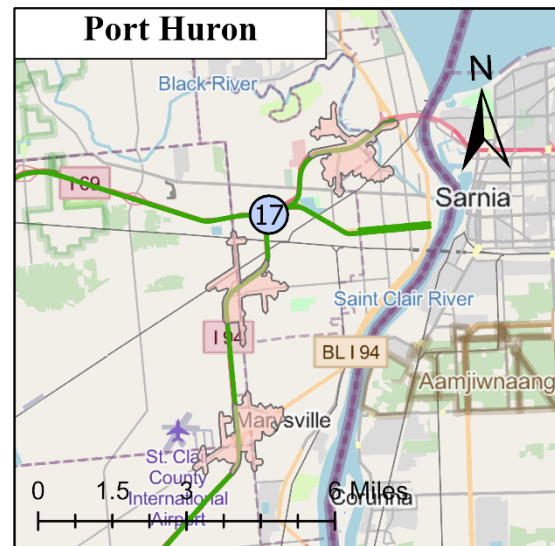 Port Huron
Black River
N
I 69
17
Sarnia
Saint Clair River
I 94
BL I 94
Aamjiwnaang
Marysville
St. Cla
County
International
Airport
Corunna
0 1.5 3 6 Miles